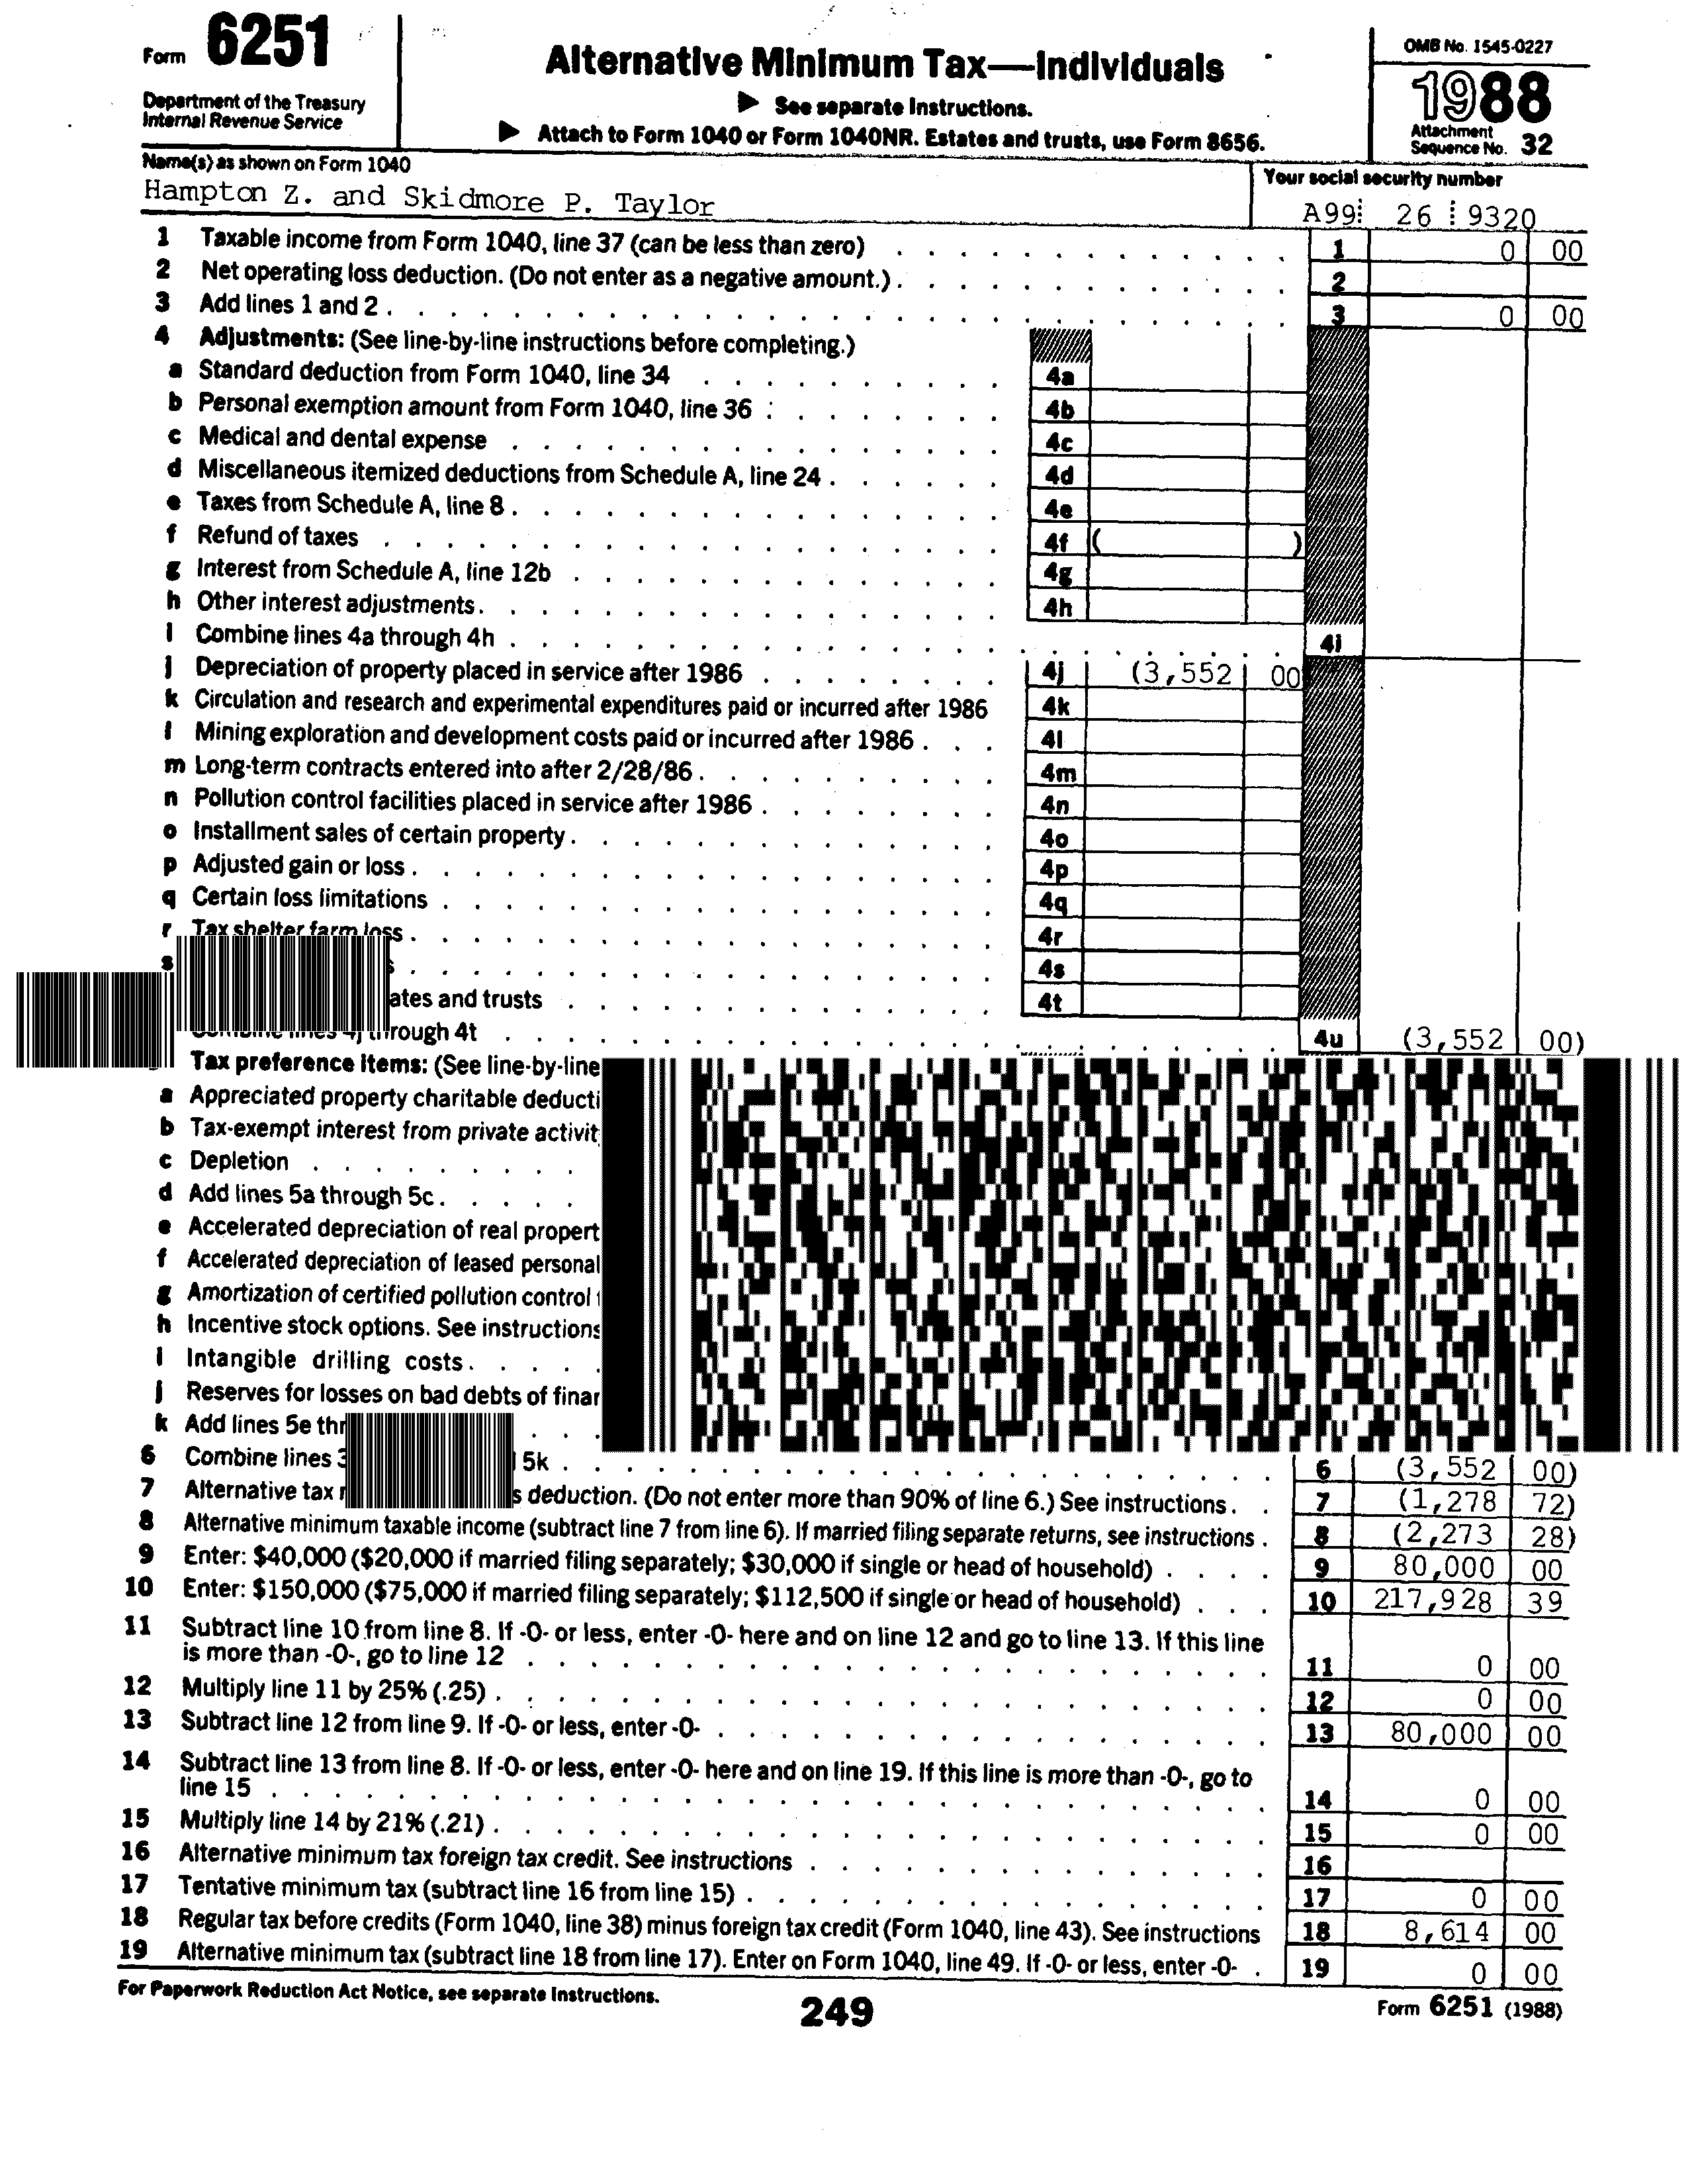 Form 6251
Department of the Treasury
Internal Revenue Service
Alternative Minimum Tax—Individuals
▶ See separate Instructions.
▶ Attach to Form 1040 or Form 1040NR. Estates and trusts, use Form 8656.
OMB No. 1545-0227
1988
Attachment
Sequence No. 32
Name(s) as shown on Form 1040
Hampton Z. and Skidmore P. Taylor
Your social security number
A99 26 9320
1 Taxable income from Form 1040, line 37 (can be less than zero) 1 0 00
2 Net operating loss deduction. (Do not enter as a negative amount.) 2
3 Add lines 1 and 2 3 0 00
4 Adjustments: (See line-by-line instructions before completing.)
a Standard deduction from Form 1040, line 34 4a
b Personal exemption amount from Form 1040, line 36 4b
c Medical and dental expense 4c
d Miscellaneous itemized deductions from Schedule A, line 24 4d
e Taxes from Schedule A, line 8 4e
f Refund of taxes 4f ( )
g Interest from Schedule A, line 12b 4g
h Other interest adjustments 4h
i Combine lines 4a through 4h 4i
j Depreciation of property placed in service after 1986 4j (3,552 00
k Circulation and research and experimental expenditures paid or incurred after 1986 4k
l Mining exploration and development costs paid or incurred after 1986 4l
m Long-term contracts entered into after 2/28/86 4m
n Pollution control facilities placed in service after 1986 4n
o Installment sales of certain property 4o
p Adjusted gain or loss 4p
q Certain loss limitations 4q
r Tax shelter farm loss 4r
s 4s
ates and trusts 4t
through 4t 4u (3,552 00)
Tax preference items: (See line-by-line
a Appreciated property charitable deducti
b Tax-exempt interest from private activit
c Depletion
d Add lines 5a through 5c
e Accelerated depreciation of real propert
f Accelerated depreciation of leased personal
g Amortization of certified pollution control
h Incentive stock options. See instructions
i Intangible drilling costs
j Reserves for losses on bad debts of finan
k Add lines 5e thr
6 Combine lines 5k 6 (3,552 00)
7 Alternative tax deduction. (Do not enter more than 90% of line 6.) See instructions 7 (1,278 72)
8 Alternative minimum taxable income (subtract line 7 from line 6). If married filing separate returns, see instructions 8 (2,273 28)
9 Enter: $40,000 ($20,000 if married filing separately; $30,000 if single or head of household) 9 80,000 00
10 Enter: $150,000 ($75,000 if married filing separately; $112,500 if single or head of household) 10 217,928 39
11 Subtract line 10 from line 8. If -0- or less, enter -0- here and on line 12 and go to line 13. If this line
is more than -0-, go to line 12 11 0 00
12 Multiply line 11 by 25% (.25) 12 0 00
13 Subtract line 12 from line 9. If -0- or less, enter -0- 13 80,000 00
14 Subtract line 13 from line 8. If -0- or less, enter -0- here and on line 19. If this line is more than -0-, go to
line 15 14 0 00
15 Multiply line 14 by 21% (.21) 15 0 00
16 Alternative minimum tax foreign tax credit. See instructions 16
17 Tentative minimum tax (subtract line 16 from line 15) 17 0 00
18 Regular tax before credits (Form 1040, line 38) minus foreign tax credit (Form 1040, line 43). See instructions 18 8,614 00
19 Alternative minimum tax (subtract line 18 from line 17). Enter on Form 1040, line 49. If -0- or less, enter -0- 19 0 00
For Paperwork Reduction Act Notice, see separate Instructions.
249
Form 6251 (1988)